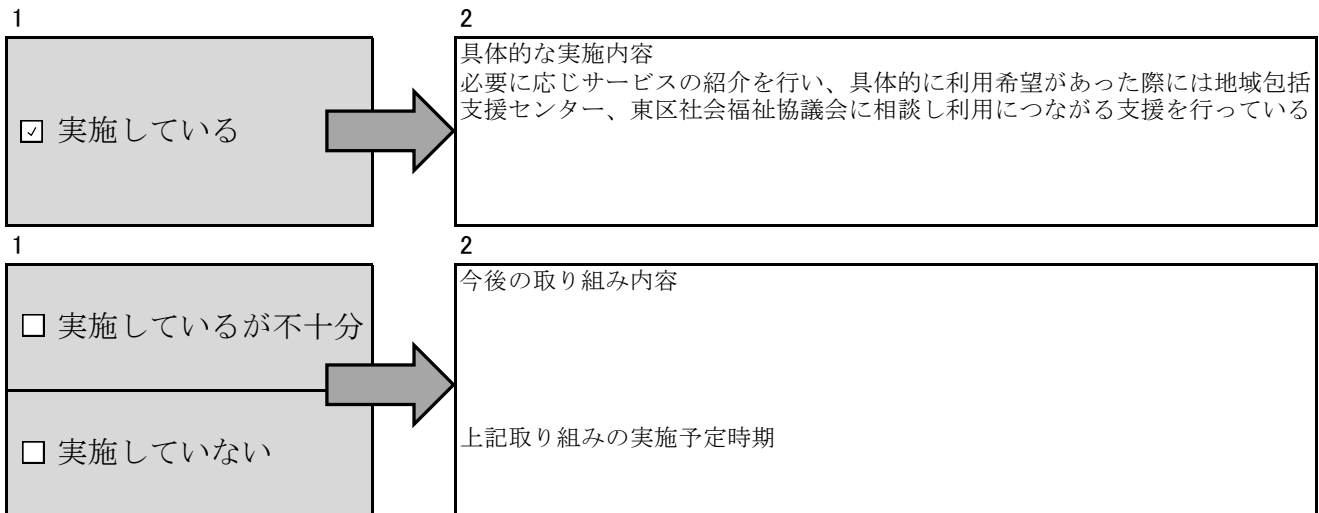 1
2
☑ 実施している
具体的な実施内容
必要に応じサービスの紹介を行い、具体的に利用希望があった際には地域包括
支援センター、東区社会福祉協議会に相談し利用につながる支援を行っている
1
2
☐ 実施しているが不十分
☐ 実施していない
今後の取り組み内容
上記取り組みの実施予定時期